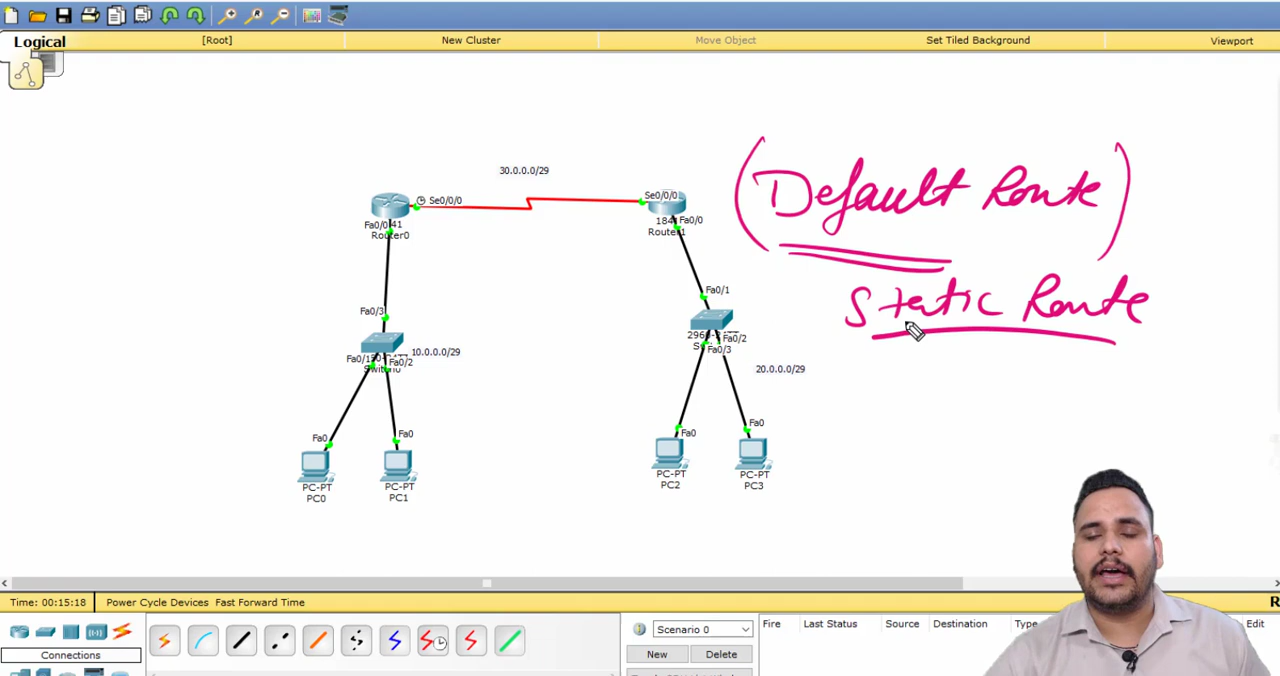 Logical
[Root]
New Cluster
Move Object
Set Tiled Background
Viewport
30.0.0.0/29
Se0/0/0
Se0/0/0
Fa0/0
Router0
Fa0/0
(Default Route)
Static Route
Fa0/1
Fa0/3
Fa0/2
Fa0/3
Fa0/2
10.0.0.0/29
20.0.0.0/29
Fa0
Fa0
Fa0
Fa0
PC-PT
PC0
PC-PT
PC1
PC-PT
PC2
PC-PT
PC3
Time: 00:15:18
Power Cycle Devices Fast Forward Time
Connections
Scenario 0
New
Delete
Fire
Last Status
Source
Destination
Type
Edit